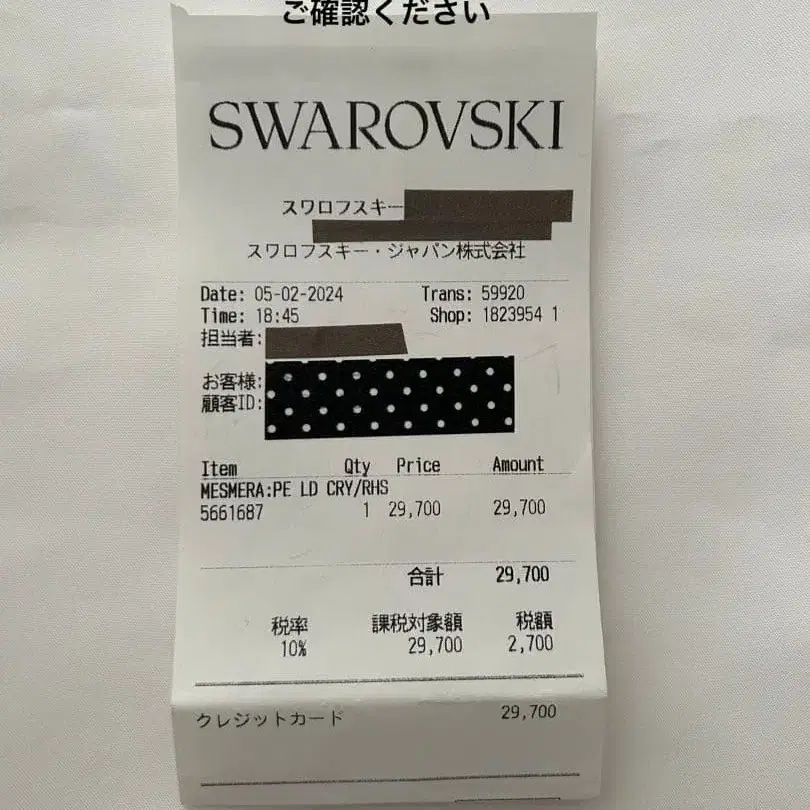 ご確認ください
SWAROVSKI
スワロフスキー
スワロフスキー・ジャパン株式会社
Date: 05-02-2024 Trans: 59920
Time: 18:45 Shop: 1823954 1
担当者:
お客様:
顧客ID:
Item Qty Price Amount
MESMERA:PE LD CRY/RHS
5661687 1 29,700 29,700
合計 29,700
税率 課税対象額 税額
10% 29,700 2,700
クレジットカード 29,700